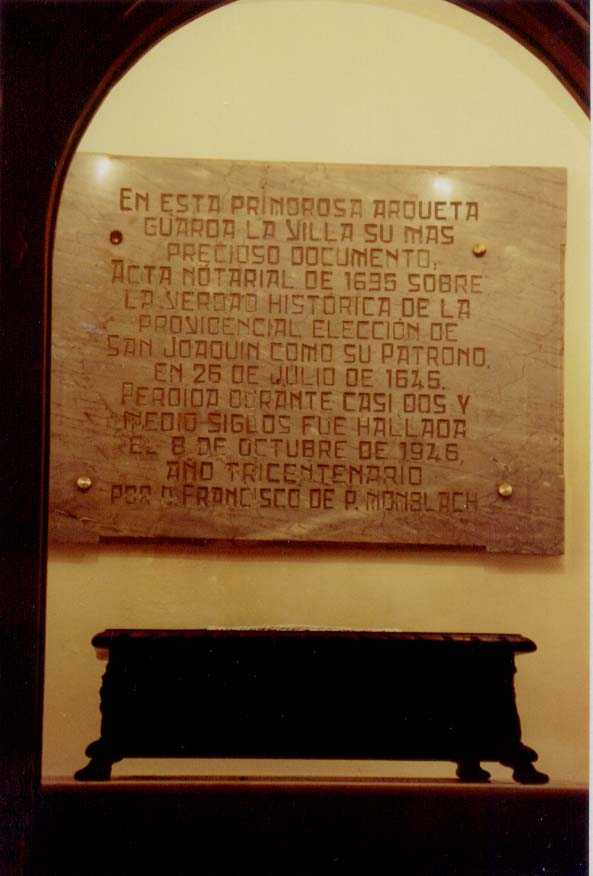 EN ESTA PRIMOROSA ARQUETA
GUARDA LA VILLA SU MAS
PRECIOSO DOCUMENTO,
ACTA NOTARIAL DE 1695 SOBRE
LA VERDAD HISTÓRICA DE LA
PROVIDENCIAL ELECCIÓN DE
SAN JOAQUIN COMO SU PATRONO,
EN 26 DE JULIO DE 1646.
PERDIDA DURANTE CASI DOS Y
MEDIO SIGLOS FUE HALLADA
EL 8 DE OCTUBRE DE 1946,
AÑO TRICENTENARIO
POR D. FRANCISCO DE P. MOMBLACH